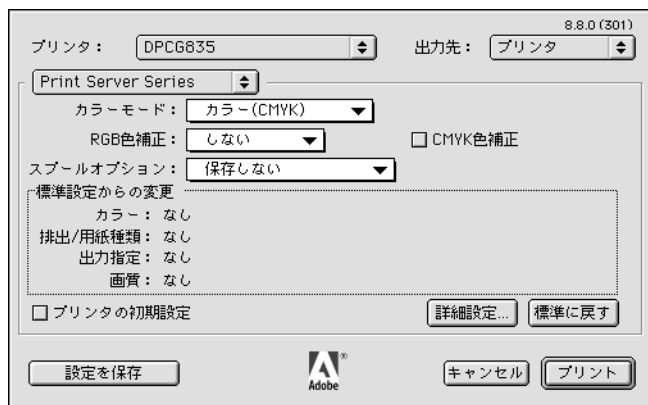 8.8.0 (301)
プリンタ： DPCG835 出力先： プリンタ
Print Server Series
カラーモード： カラー(CMYK)
RGB色補正： しない CMYK色補正
スプールオプション： 保存しない
標準設定からの変更
カラー： なし
排出/用紙種類： なし
出力指定： なし
画質： なし
プリンタの初期設定 詳細設定... 標準に戻す
設定を保存 Adobe ® キャンセル プリント